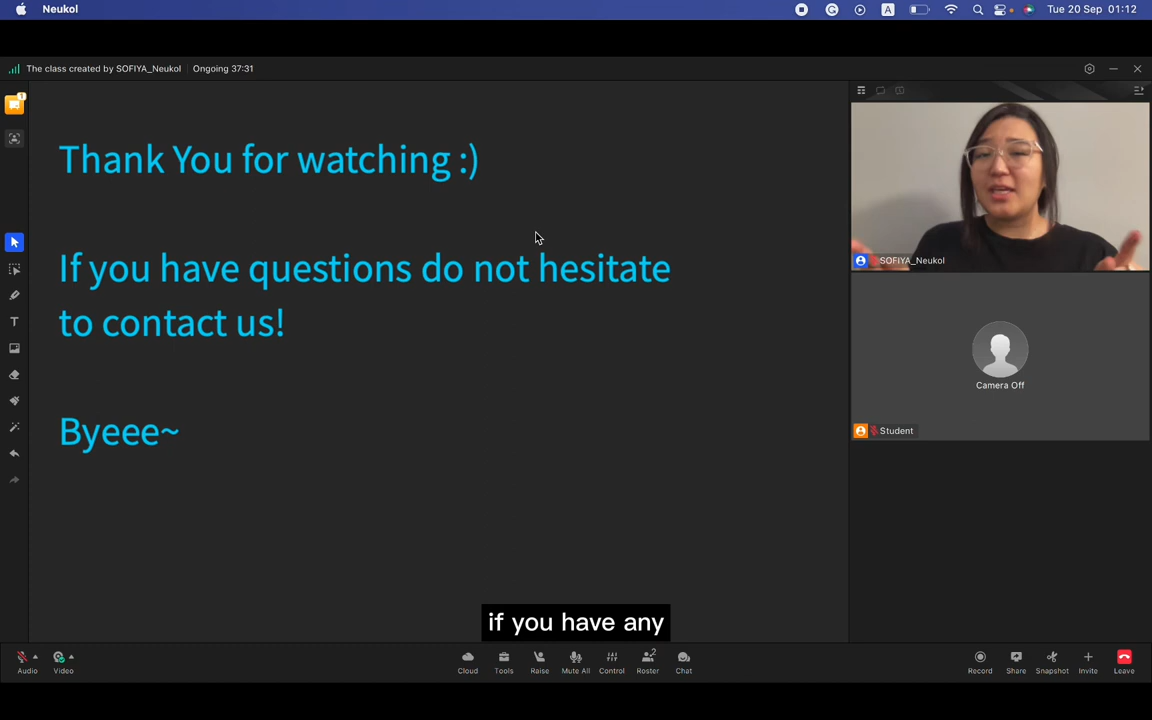 Neukol
A
Tue 20 Sep 01:12
The class created by SOFIYA_Neukol
Ongoing 37:31
1
Thank You for watching :)
If you have questions do not hesitate
to contact us!
Byeee~
SOFIYA_Neukol
Camera Off
Student
if you have any
Audio
Video
Cloud
Tools
Raise
Mute All
Control
2
Roster
Chat
Record
Share
Snapshot
Invite
Leave